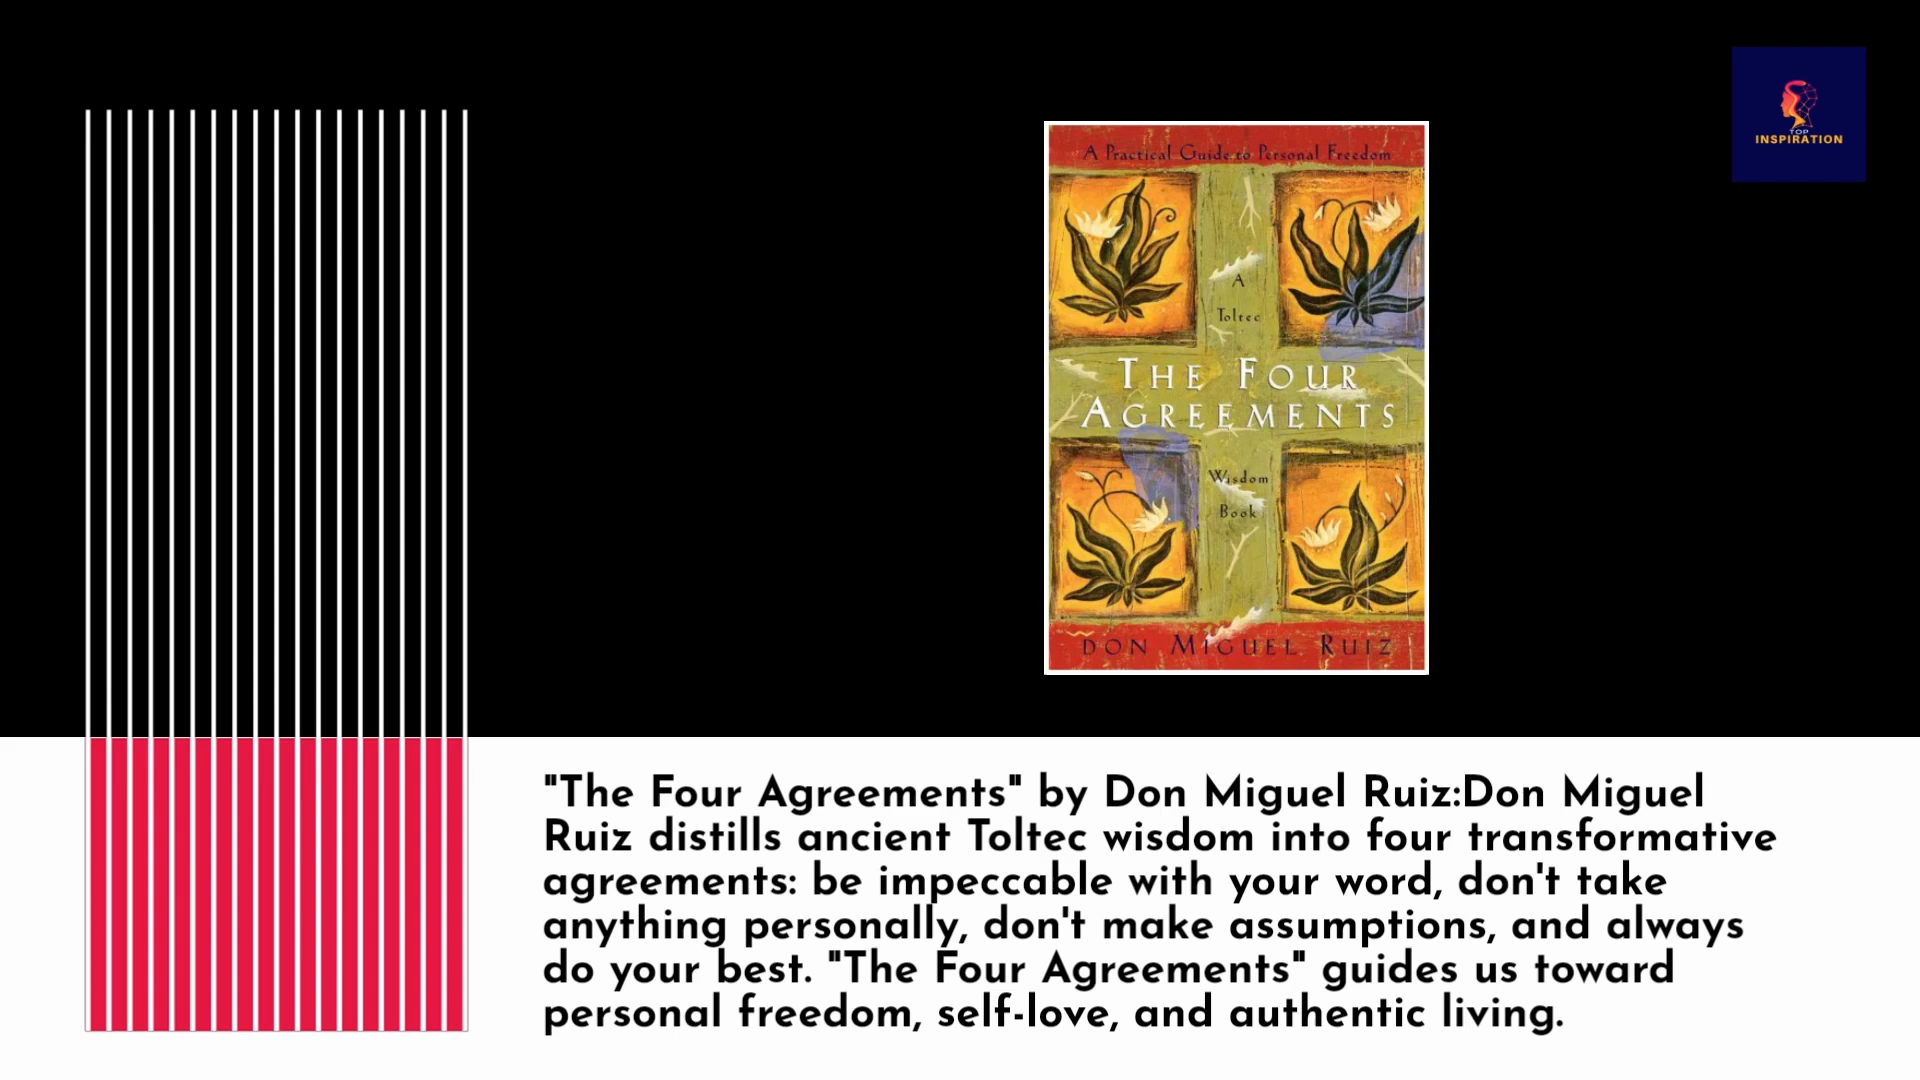 TOP
INSPIRATION
A Practical Guide to Personal Freedom
A
Toltec
THE FOUR
AGREEMENTS
Wisdom
Book
DON MIGUEL RUIZ
"The Four Agreements" by Don Miguel Ruiz:Don Miguel
Ruiz distills ancient Toltec wisdom into four transformative
agreements: be impeccable with your word, don't take
anything personally, don't make assumptions, and always
do your best. "The Four Agreements" guides us toward
personal freedom, self-love, and authentic living.